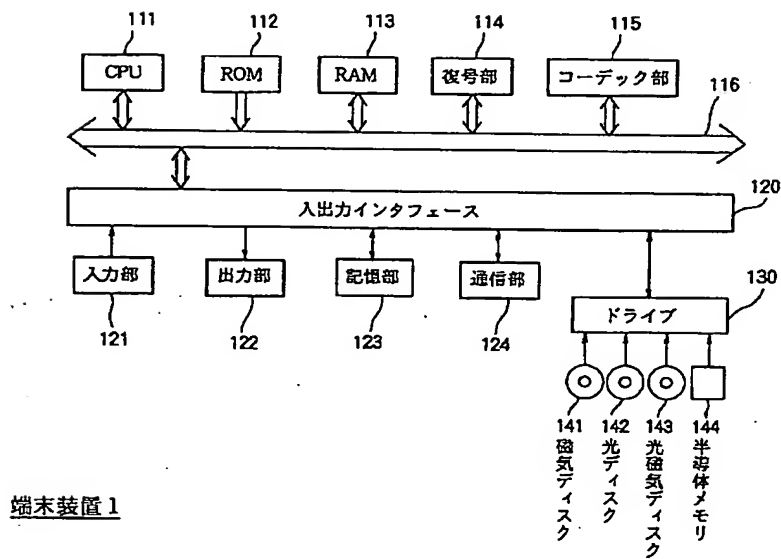 111
112
113
114
115
CPU
ROM
RAM
復号部
コーデック部
116
入出力インタフェース
120
入力部
出力部
記憶部
通信部
121
122
123
124
ドライブ
130
141
142
143
144
磁気ディスク
光ディスク
光磁気ディスク
半導体メモリ
端末装置1